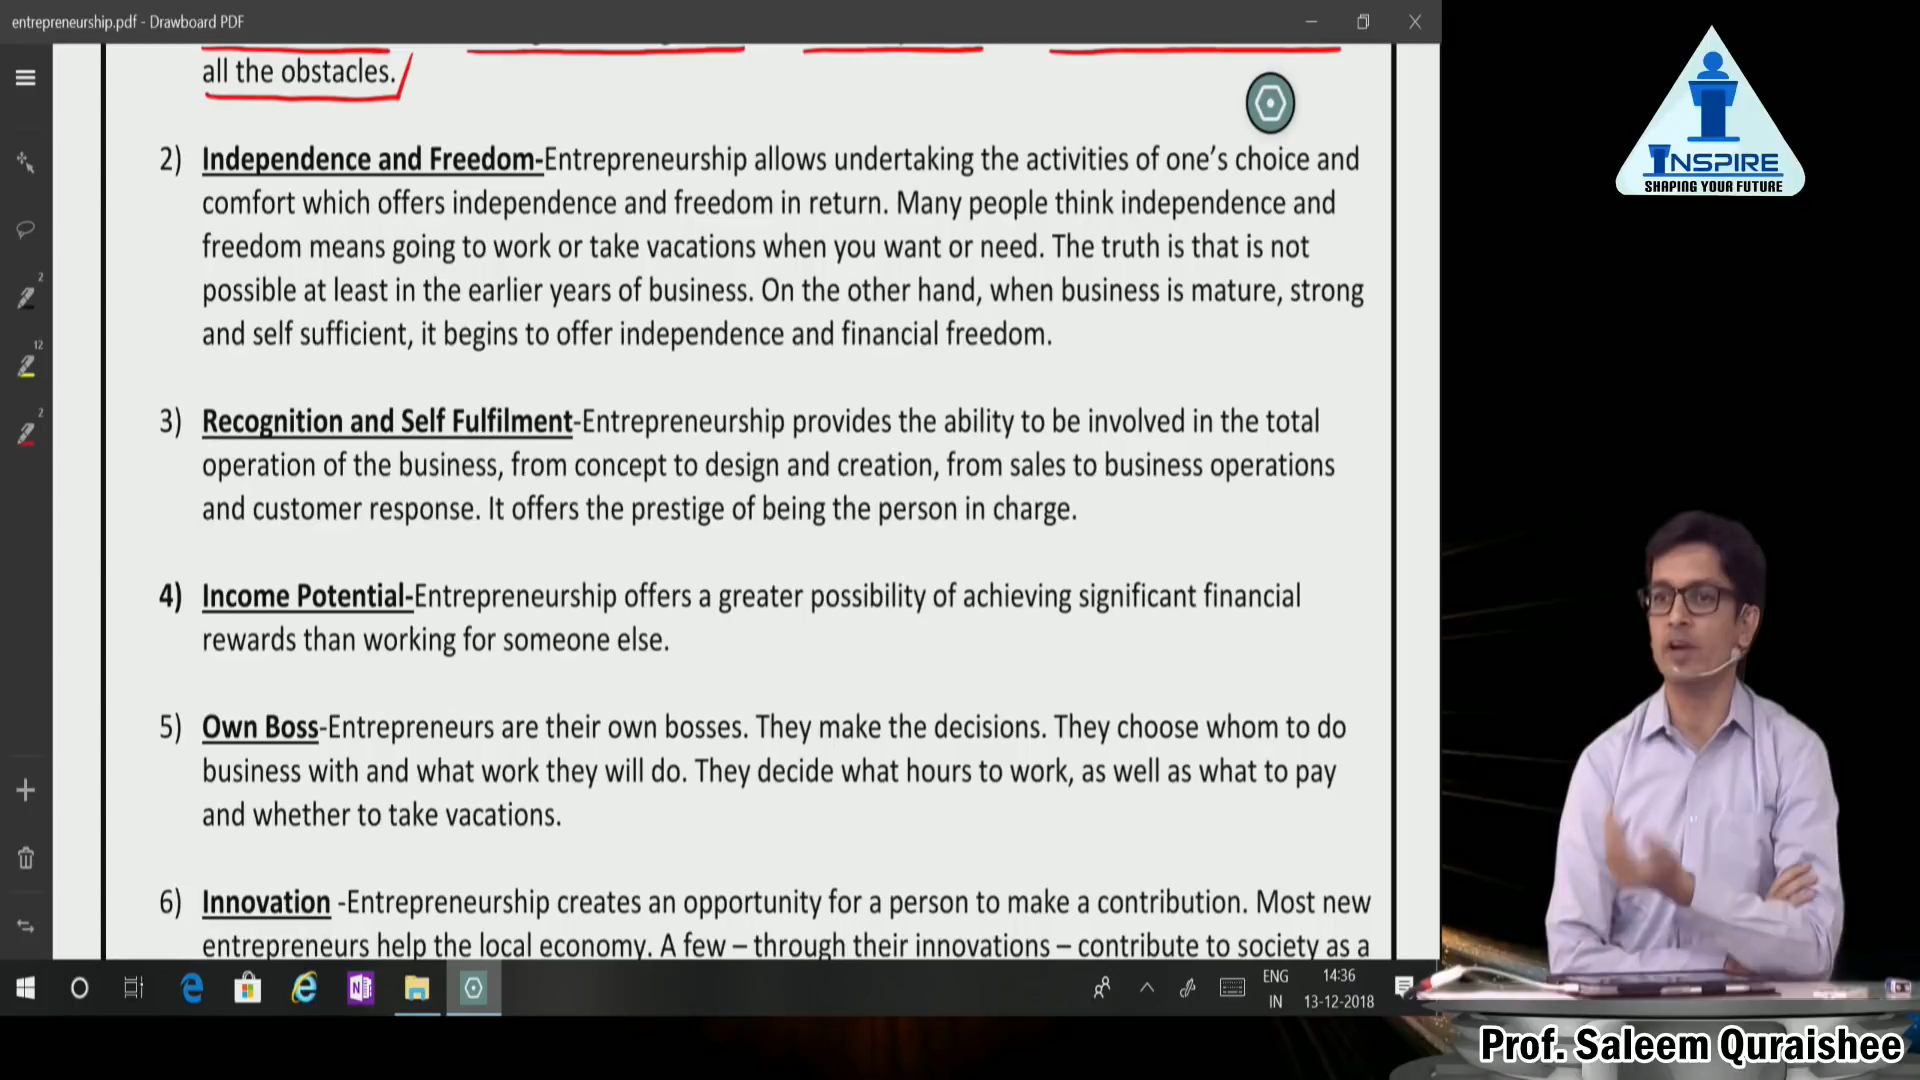 entrepreneurship.pdf - Drawboard PDF
all the obstacles.
2) Independence and Freedom-Entrepreneurship allows undertaking the activities of one's choice and
comfort which offers independence and freedom in return. Many people think independence and
freedom means going to work or take vacations when you want or need. The truth is that is not
possible at least in the earlier years of business. On the other hand, when business is mature, strong
and self sufficient, it begins to offer independence and financial freedom.
3) Recognition and Self Fulfilment-Entrepreneurship provides the ability to be involved in the total
operation of the business, from concept to design and creation, from sales to business operations
and customer response. It offers the prestige of being the person in charge.
4) Income Potential-Entrepreneurship offers a greater possibility of achieving significant financial
rewards than working for someone else.
5) Own Boss-Entrepreneurs are their own bosses. They make the decisions. They choose whom to do
business with and what work they will do. They decide what hours to work, as well as what to pay
and whether to take vacations.
6) Innovation -Entrepreneurship creates an opportunity for a person to make a contribution. Most new
entrepreneurs help the local economy. A few – through their innovations – contribute to society as a
2
12
2
ENG
IN
14:36
13-12-2018
INSPIRE
SHAPING YOUR FUTURE
Prof. Saleem Quraishee